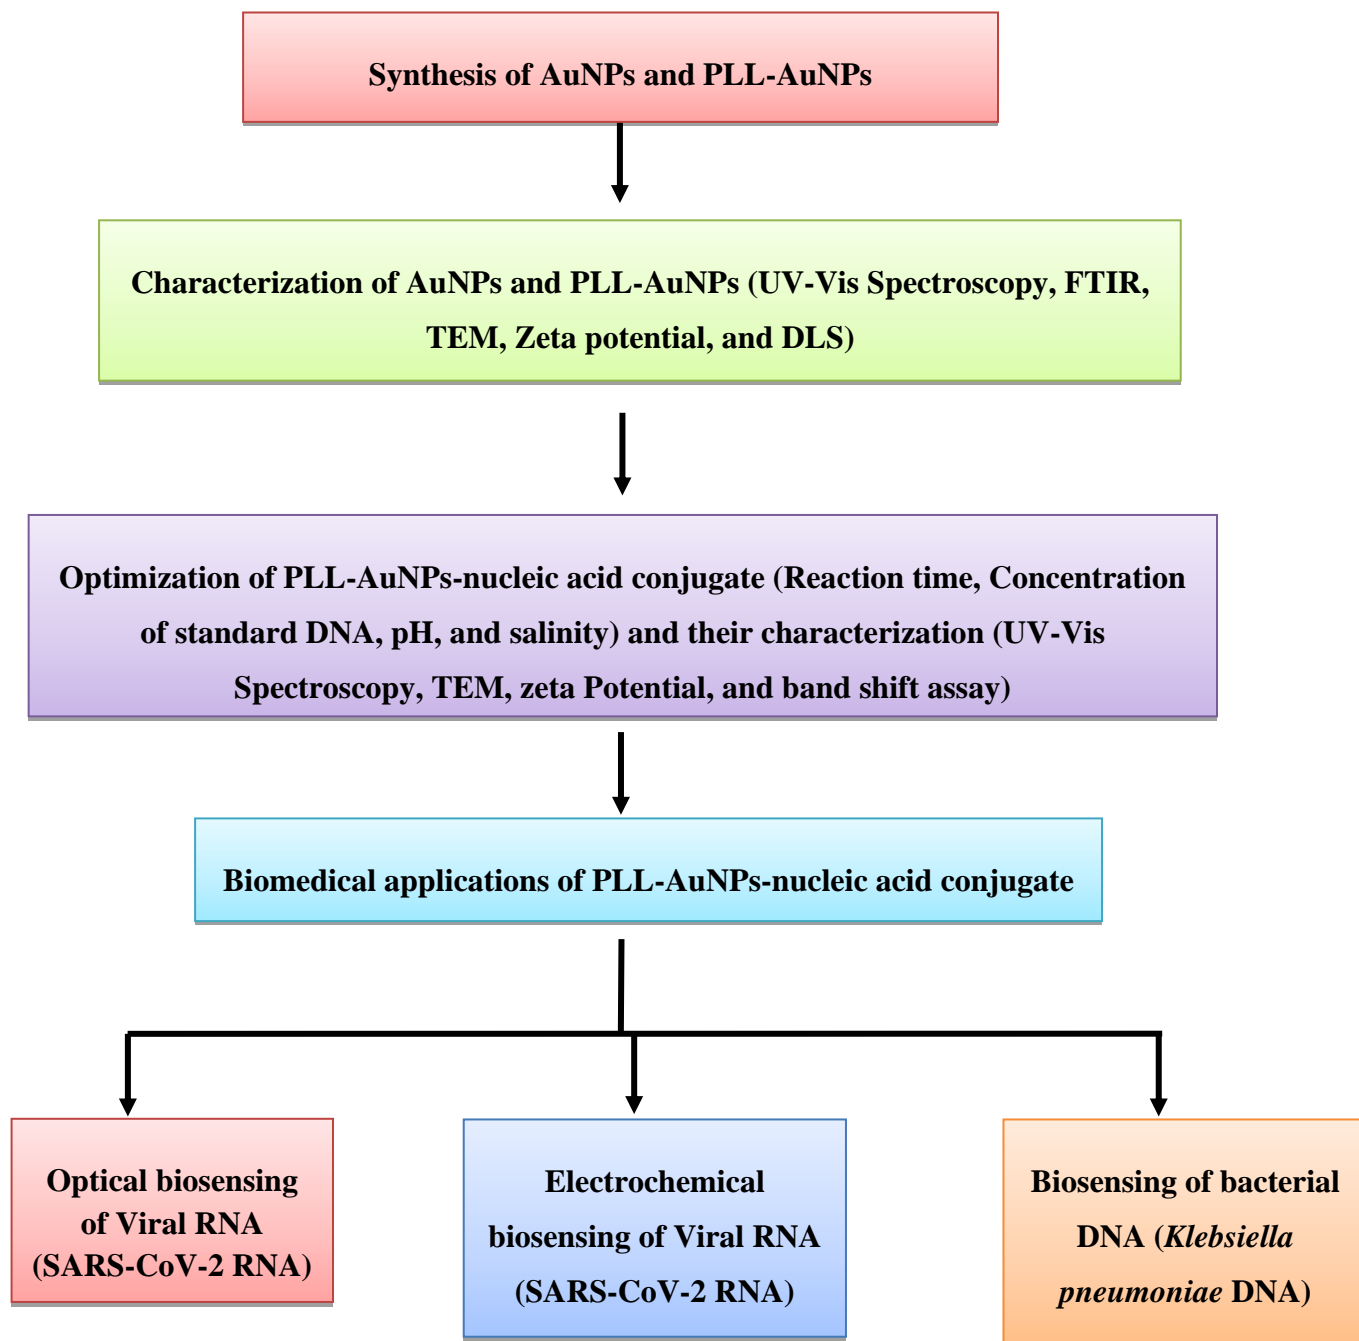 Synthesis of AuNPs and PLL-AuNPs
Characterization of AuNPs and PLL-AuNPs (UV-Vis Spectroscopy, FTIR,
TEM, Zeta potential, and DLS)
Optimization of PLL-AuNPs-nucleic acid conjugate (Reaction time, Concentration
of standard DNA, pH, and salinity) and their characterization (UV-Vis
Spectroscopy, TEM, zeta Potential, and band shift assay)
Biomedical applications of PLL-AuNPs-nucleic acid conjugate
Optical biosensing
of Viral RNA
(SARS-CoV-2 RNA)
Electrochemical
biosensing of Viral RNA
(SARS-CoV-2 RNA)
Biosensing of bacterial
DNA (Klebsiella
pneumoniae DNA)